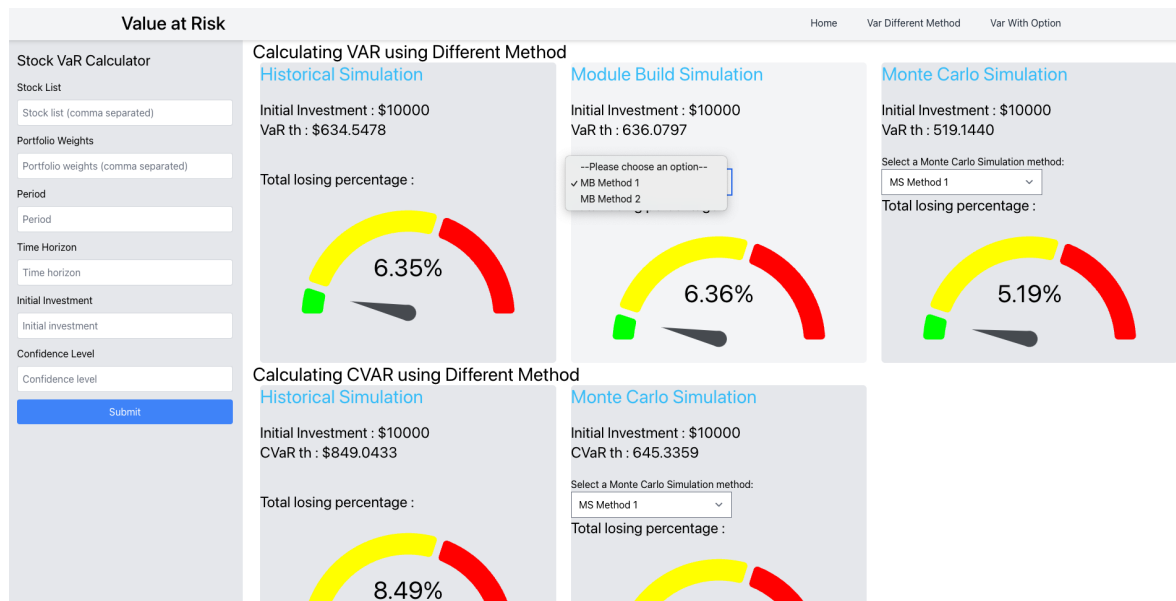 Value at Risk
Home
Var Different Method
Var With Option
Stock VaR Calculator
Stock List
Stock list (comma separated)
Portfolio Weights
Portfolio weights (comma separated)
Period
Period
Time Horizon
Time horizon
Initial Investment
Initial investment
Confidence Level
Confidence level
Submit
Calculating VAR using Different Method
Historical Simulation
Initial Investment : $10000
VaR th : $634.5478
Total losing percentage :
6.35%
Module Build Simulation
Initial Investment : $10000
VaR th : 636.0797
--Please choose an option--
✓ MB Method 1
MB Method 2
6.36%
Monte Carlo Simulation
Initial Investment : $10000
VaR th : 519.1440
Select a Monte Carlo Simulation method:
MS Method 1
Total losing percentage :
5.19%
Calculating CVAR using Different Method
Historical Simulation
Initial Investment : $10000
CVaR th : $849.0433
Total losing percentage :
8.49%
Monte Carlo Simulation
Initial Investment : $10000
CVaR th : 645.3359
Select a Monte Carlo Simulation method:
MS Method 1
Total losing percentage :